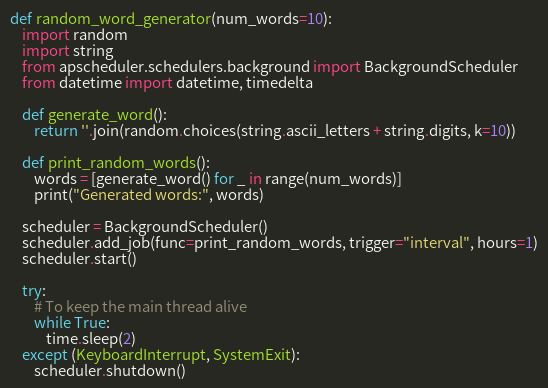 def random_word_generator(num_words=10):
    import random
    import string
    from apscheduler.schedulers.background import BackgroundScheduler
    from datetime import datetime, timedelta

    def generate_word():
        return ''.join(random.choices(string.ascii_letters + string.digits, k=10))

    def print_random_words():
        words = [generate_word() for _ in range(num_words)]
        print("Generated words:", words)

    scheduler = BackgroundScheduler()
    scheduler.add_job(func=print_random_words, trigger="interval", hours=1)
    scheduler.start()

    try:
        # To keep the main thread alive
        while True:
            time.sleep(2)
    except (KeyboardInterrupt, SystemExit):
        scheduler.shutdown()